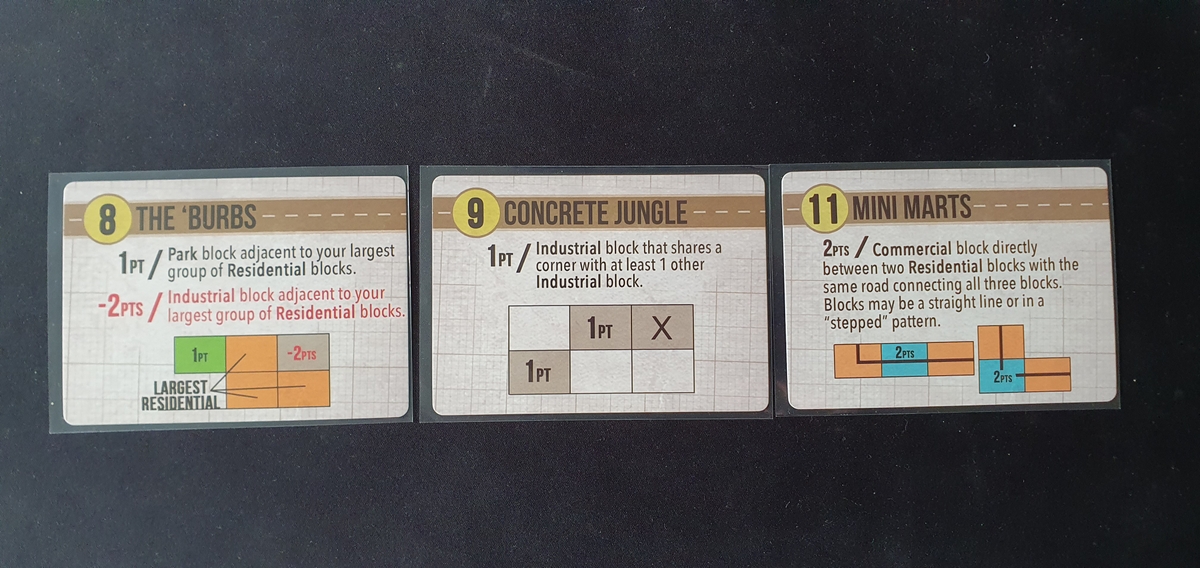 8 THE ‘BURBS
1PT / Park block adjacent to your largest
group of Residential blocks.
-2PTS / Industrial block adjacent to your
largest group of Residential blocks.
1PT
-2PTS
LARGEST
RESIDENTIAL
9 CONCRETE JUNGLE
1PT / Industrial block that shares a
corner with at least 1 other
Industrial block.
1PT X
1PT
11 MINI MARTS
2PTS / Commercial block directly
between two Residential blocks with the
same road connecting all three blocks.
Blocks may be a straight line or in a
“stepped” pattern.
2PTS
2PTS